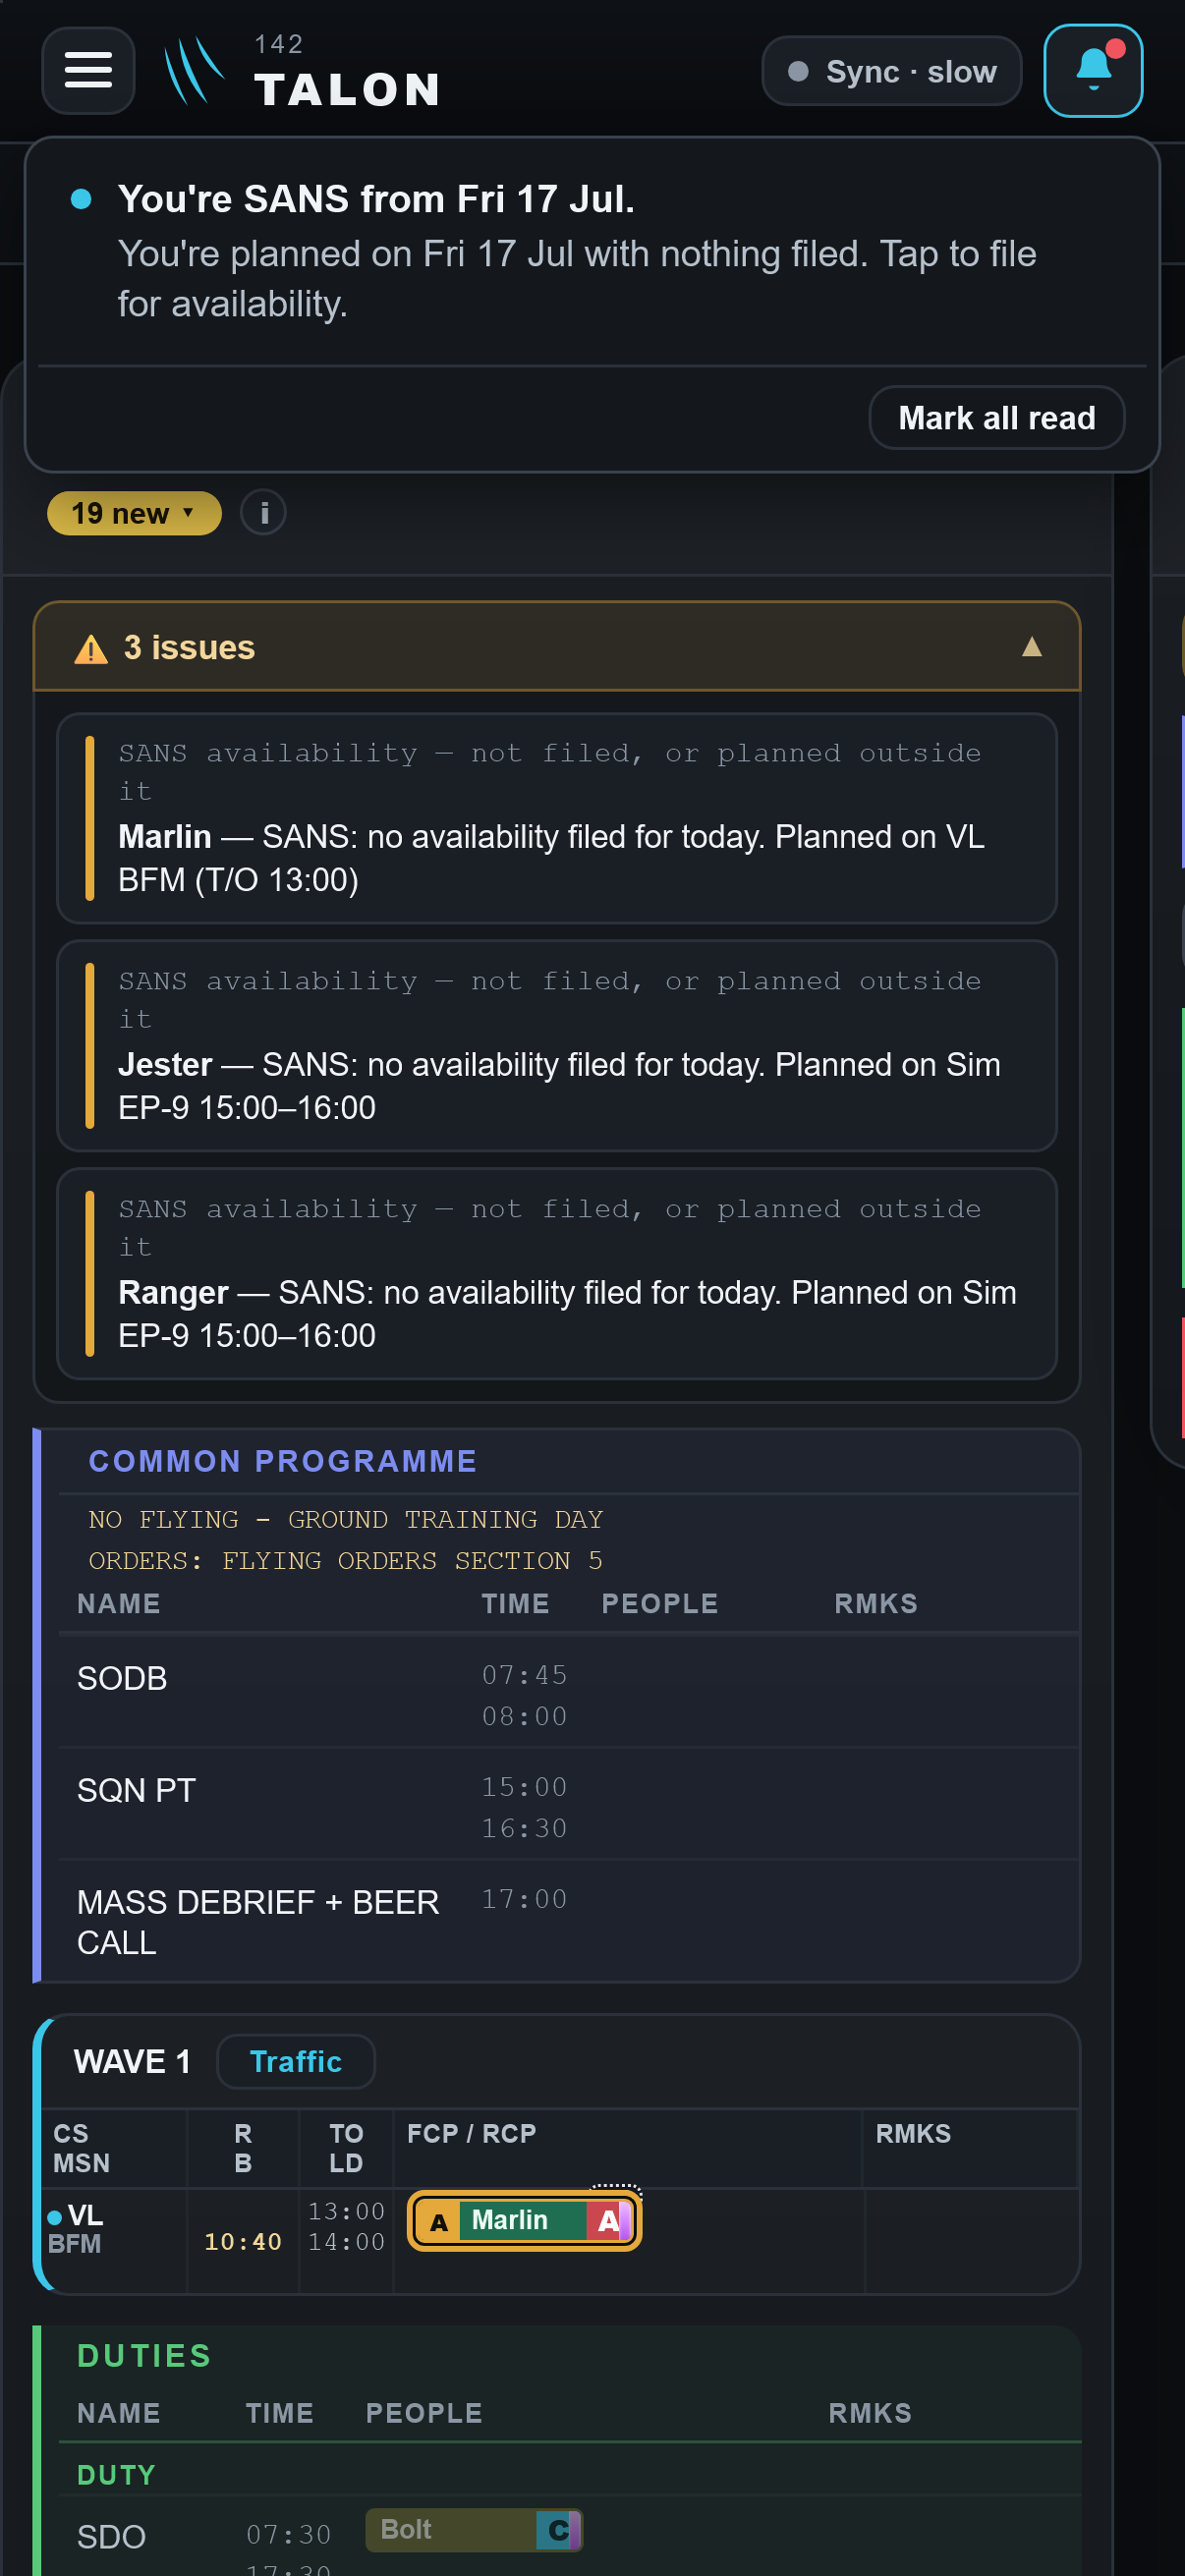 142
TALON
Sync · slow
You're SANS from Fri 17 Jul.
You're planned on Fri 17 Jul with nothing filed. Tap to file
for availability.
Mark all read
19 new ▼
i
⚠ 3 issues ▲
SANS availability — not filed, or planned outside
it
Marlin — SANS: no availability filed for today. Planned on VL
BFM (T/O 13:00)
SANS availability — not filed, or planned outside
it
Jester — SANS: no availability filed for today. Planned on Sim
EP-9 15:00–16:00
SANS availability — not filed, or planned outside
it
Ranger — SANS: no availability filed for today. Planned on Sim
EP-9 15:00–16:00
COMMON PROGRAMME
NO FLYING - GROUND TRAINING DAY
ORDERS: FLYING ORDERS SECTION 5
NAME TIME PEOPLE RMKS
SODB 07:45
08:00
SQN PT 15:00
16:30
MASS DEBRIEF + BEER 17:00
CALL
WAVE 1 Traffic
CS R TO FCP / RCP RMKS
MSN B LD
VL 13:00 A Marlin A
BFM 10:40 14:00
DUTIES
NAME TIME PEOPLE RMKS
DUTY
SDO 07:30 Bolt C
17:30